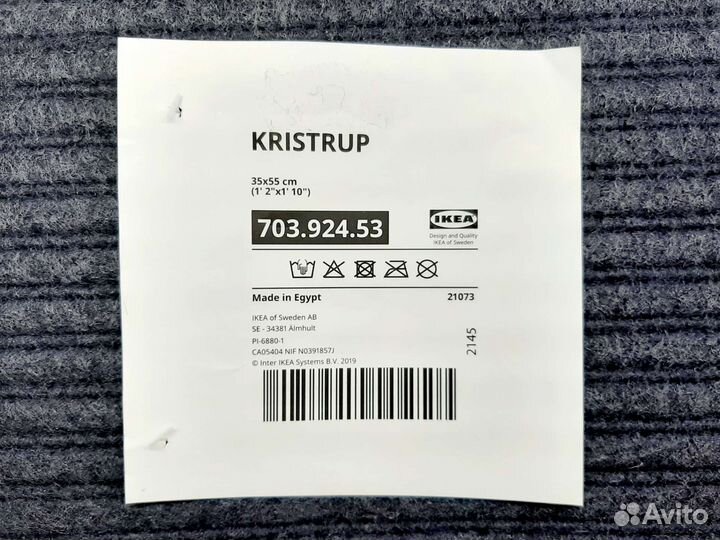 KRISTRUP
35x55 cm
(1' 2"x1' 10")
703.924.53
IKEA
Design and Quality
IKEA of Sweden
Made in Egypt 21073
IKEA of Sweden AB
SE - 34381 Älmhult
PI-6880-1
CA05404 NIF N0391857J
© Inter IKEA Systems B.V. 2019
2145
Avito